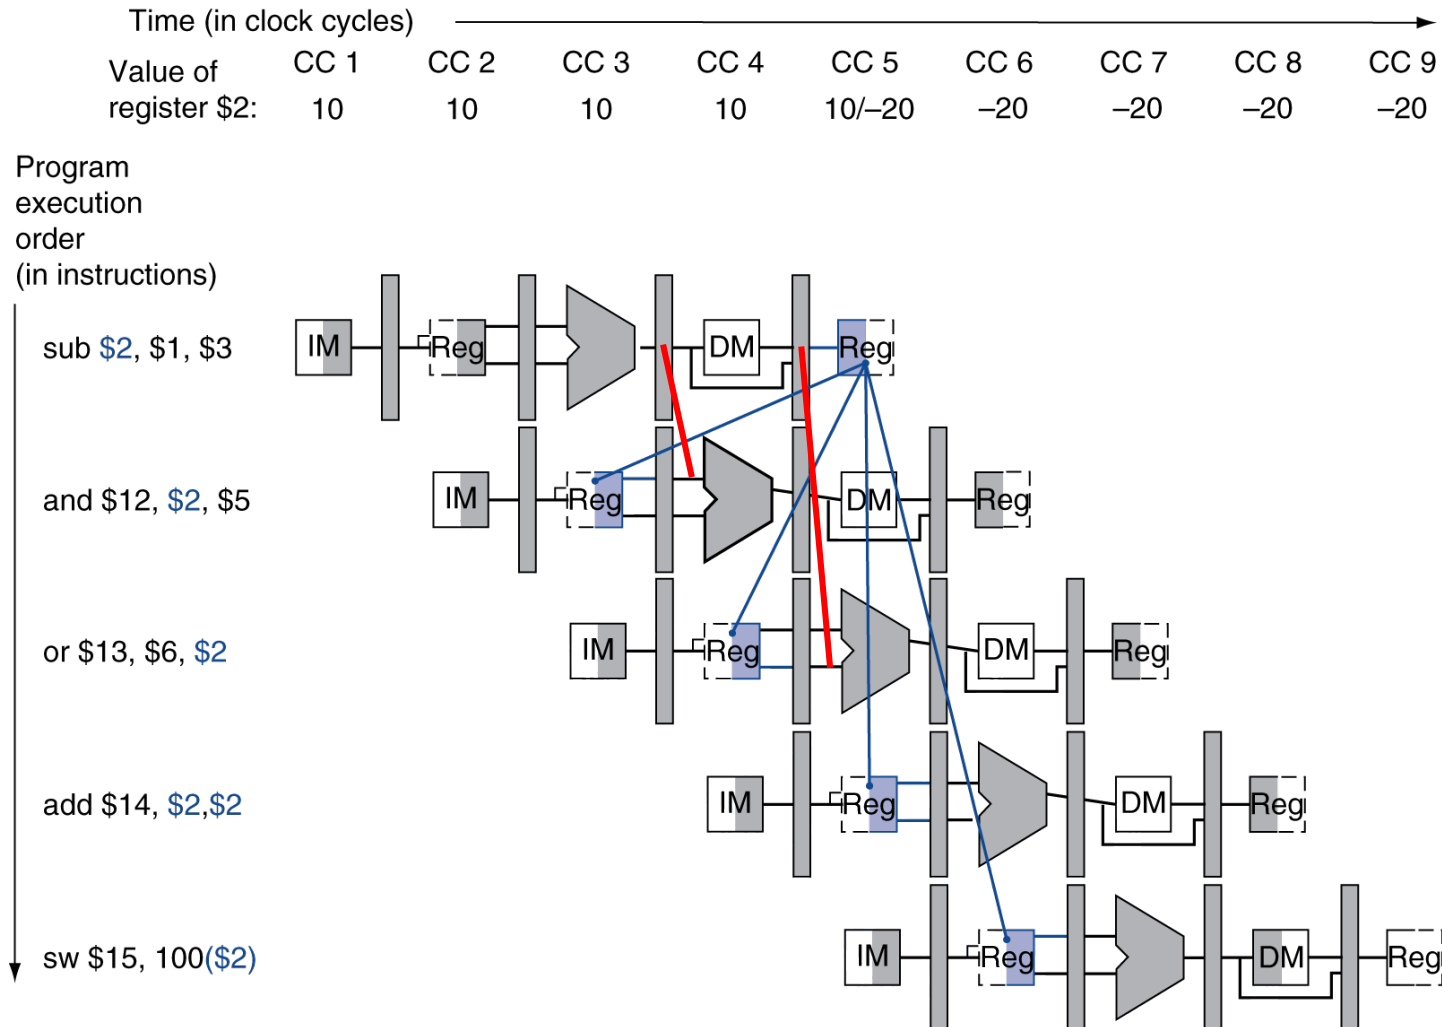 Time (in clock cycles)
Value of register $2:
CC 1 CC 2 CC 3 CC 4 CC 5 CC 6 CC 7 CC 8 CC 9
10 10 10 10 10/–20 –20 –20 –20 –20
Program
execution
order
(in instructions)
sub $2, $1, $3
IM Reg DM Reg
and $12, $2, $5
IM Reg DM Reg
or $13, $6, $2
IM Reg DM Reg
add $14, $2,$2
IM Reg DM Reg
sw $15, 100($2)
IM Reg DM Reg